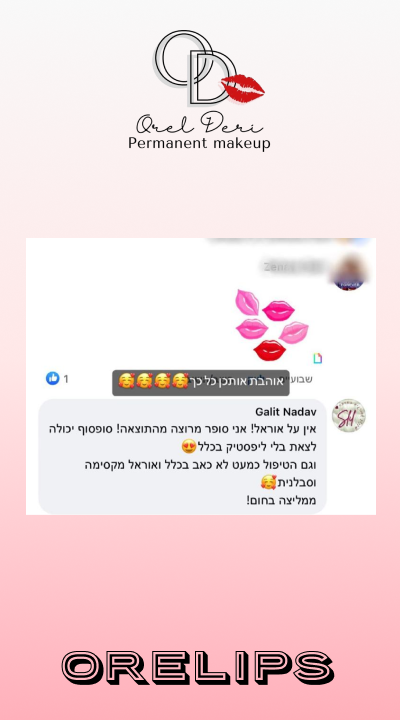 OD
Orel Deri
Permanent makeup
1
אוהבת אותכן כל כך🥰🥰🥰🥰
Galit Nadav
אין על אוראל! אני סופר מרוצה מהתוצאה! סופסוף יכולה
לצאת בלי ליפסטיק בכלל😍
וגם הטיפול כמעט לא כאב בכלל ואוראל מקסימה
וסבלנית🥰
ממליצה בחום!
SH
ORELIPS